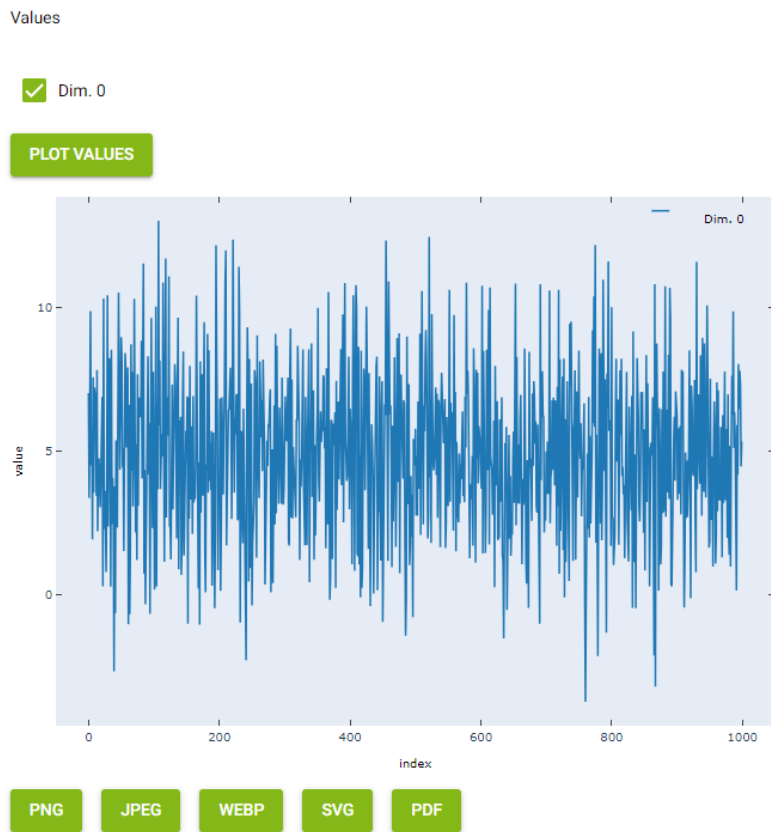 Values
Dim. 0
PLOT VALUES
Dim. 0
10
5
0
value
0 200 400 600 800 1000
index
PNG JPEG WEBP SVG PDF